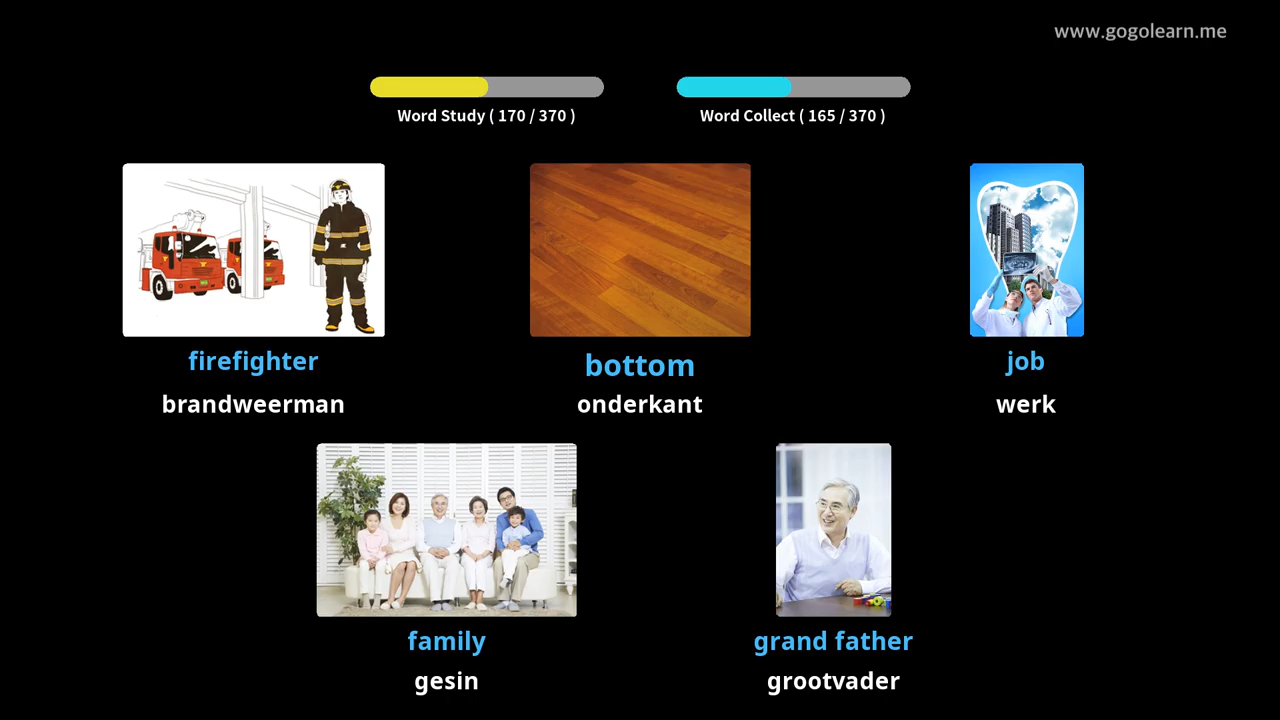 www.gogolearn.me
Word Study ( 170 / 370 )
Word Collect ( 165 / 370 )
firefighter
brandweerman
bottom
onderkant
job
werk
family
gesin
grand father
grootvader